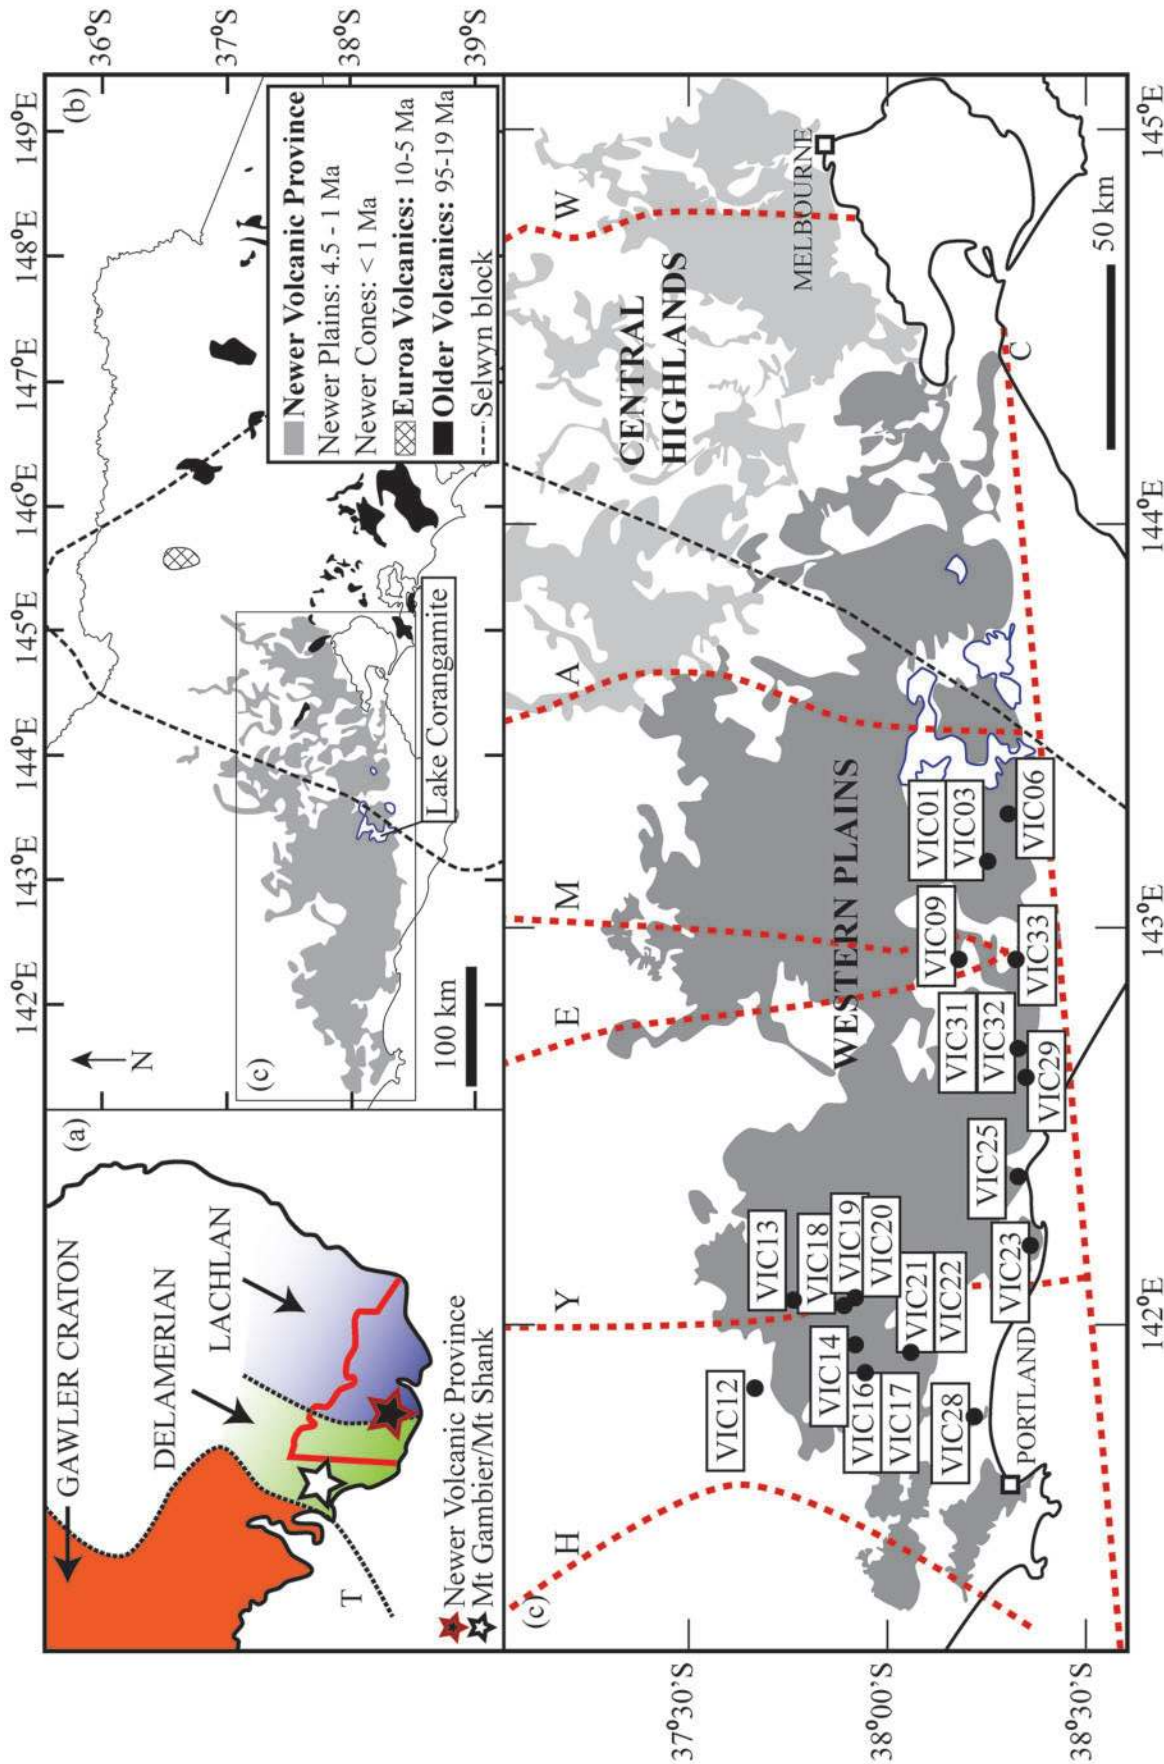 (a)
GAWLER CRATON
DELAMERIAN
LACHLAN
T
Newer Volcanic Province
Mt Gambier/Mt Shank
142°E
143°E
144°E
145°E
146°E
147°E
148°E
149°E
(b)
N
36°S
37°S
38°S
39°S
(c)
100 km
Lake Corangamite
Newer Volcanic Province
Newer Plains: 4.5 - 1 Ma
Newer Cones: < 1 Ma
Euroa Volcanics: 10-5 Ma
Older Volcanics: 95-19 Ma
Selwyn block
(c)
H
Y
E
M
A
W
CENTRAL
HIGHLANDS
37°30'S
38°00'S
38°30'S
WESTERN PLAINS
MELBOURNE
VIC12
VIC13
VIC18
VIC19
VIC20
VIC14
VIC16
VIC17
VIC21
VIC22
VIC28
VIC23
VIC25
VIC31
VIC32
VIC29
VIC09
VIC33
VIC01
VIC03
VIC06
PORTLAND
C
50 km
142°E
143°E
144°E
145°E